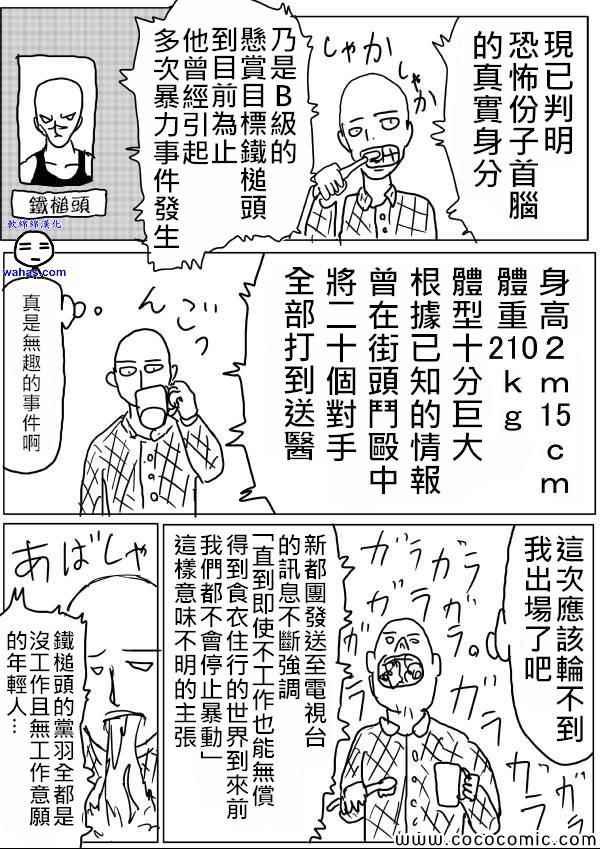 現已判明
恐怖份子首腦
的真實身分
しゃか
しゃか
乃是B級的
懸賞目標鐵槌頭
到目前為止
他曾經引起
多次暴力事件發生
鐵槌頭
軟綿綿漢化
wahas.com
身高2m15cm
體重210kg
體型十分巨大
根據已知的情報
曾在街頭鬥毆中
將二十個對手
全部打到送醫
んごっ
真是無趣的事件啊
這次應該輪不到
我出場了吧
ガラガラ
ガラガラ
ガラガラ
新都團發送至電視台
的訊息不斷強調
「直到即使不工作也能無償
得到食衣住行的世界到來前
我們都不會停止暴動」
這樣意味不明的主張
あばしゃ
鐵槌頭的黨羽全都是
沒工作且無工作意願
的年輕人…
www.cococomic.com